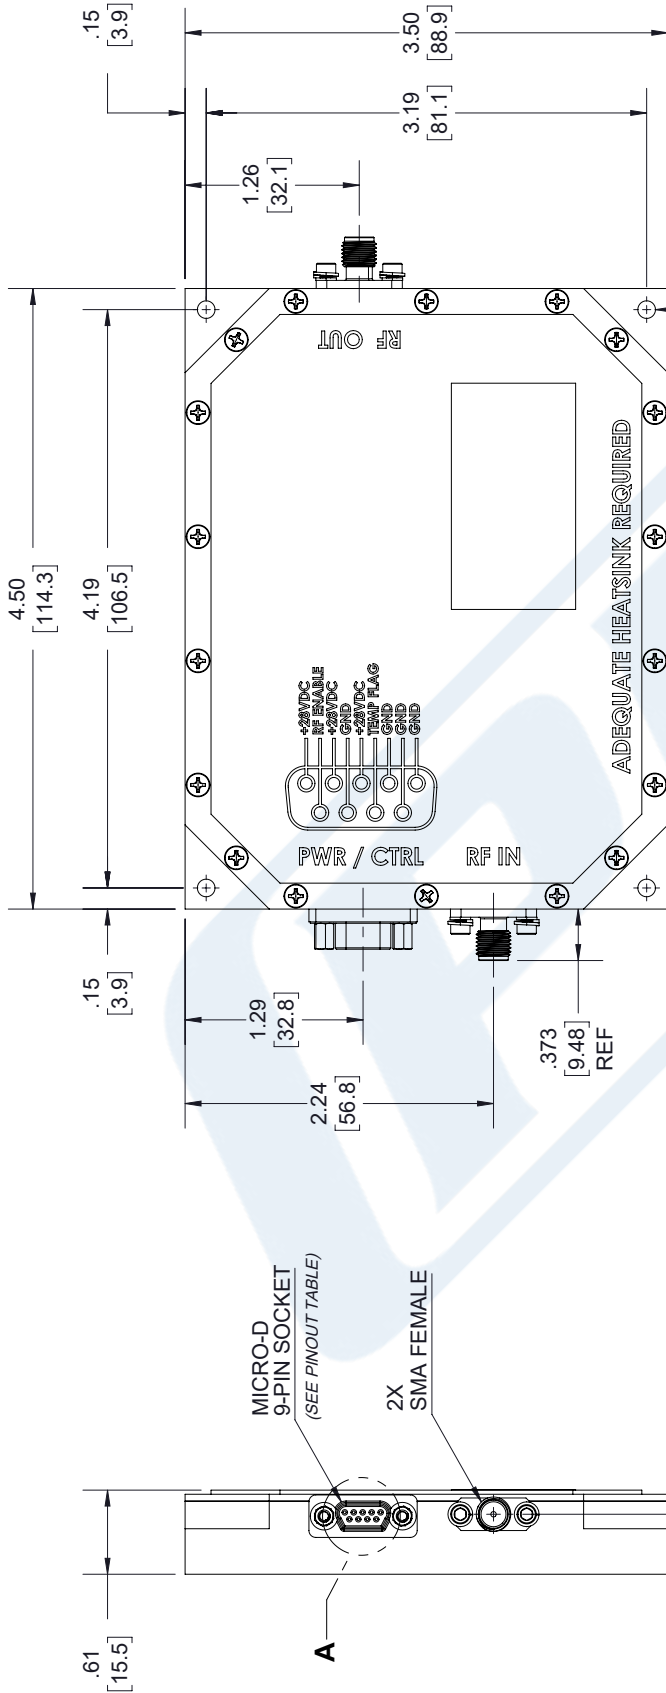 .15
[3.9]
3.50
[88.9]
3.19
[81.1]
1.26
[32.1]
4.50
[114.3]
4.19
[106.5]
RF OUT
ADEQUATE HEATSINK REQUIRED
+28VDC
RF ENABLE
+28VDC
GND
+28VDC
TEMP FLAG
GND
GND
GND
PWR / CTRL
RF IN
.15
[3.9]
1.29
[32.8]
2.24
[56.8]
.373
[9.48]
REF
MICRO-D
9-PIN SOCKET
(SEE PINOUT TABLE)
2X
SMA FEMALE
A
.61
[15.5]